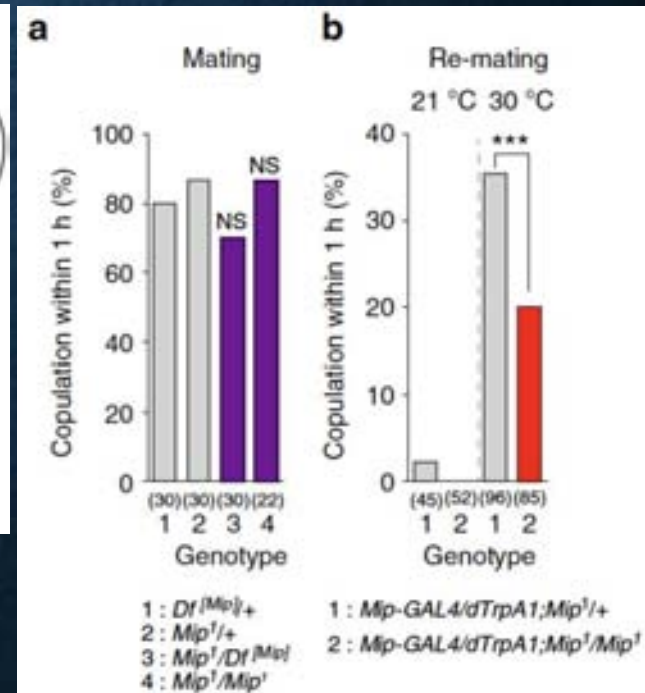 a
Mating
Copulation within 1 h (%)
100
80
60
40
20
0
NS
NS
(30)(30)(30)(22)
1 2 3 4
Genotype
1 : Df [Mip]/+
2 : Mip¹/+
3 : Mip¹/Df [Mip]
4 : Mip¹/Mip¹
b
Re-mating
21 °C 30 °C
Copulation within 1 h (%)
40
30
20
10
0
***
(45)(52)(96)(85)
1 2 1 2
Genotype
1 : Mip-GAL4/dTrpA1;Mip¹/+
2 : Mip-GAL4/dTrpA1;Mip¹/Mip¹